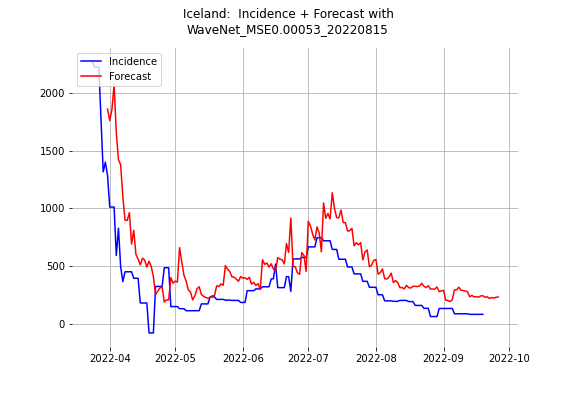 Iceland:  Incidence + Forecast with
WaveNet_MSE0.00053_20220815
Incidence
Forecast
2000
1500
1000
500
0
2022-04 2022-05 2022-06 2022-07 2022-08 2022-09 2022-10